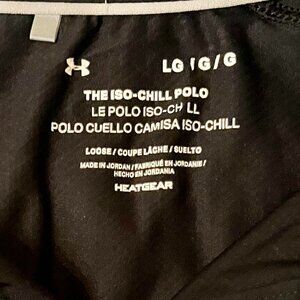 LG / G / G
THE ISO-CHILL POLO
LE POLO ISO-CHILL
POLO CUELLO CAMISA ISO-CHILL
LOOSE / COUPE LÂCHE / SUELTO
MADE IN JORDAN / FABRIQUÉ EN JORDANIE /
HECHO EN JORDANIA
HEATGEAR